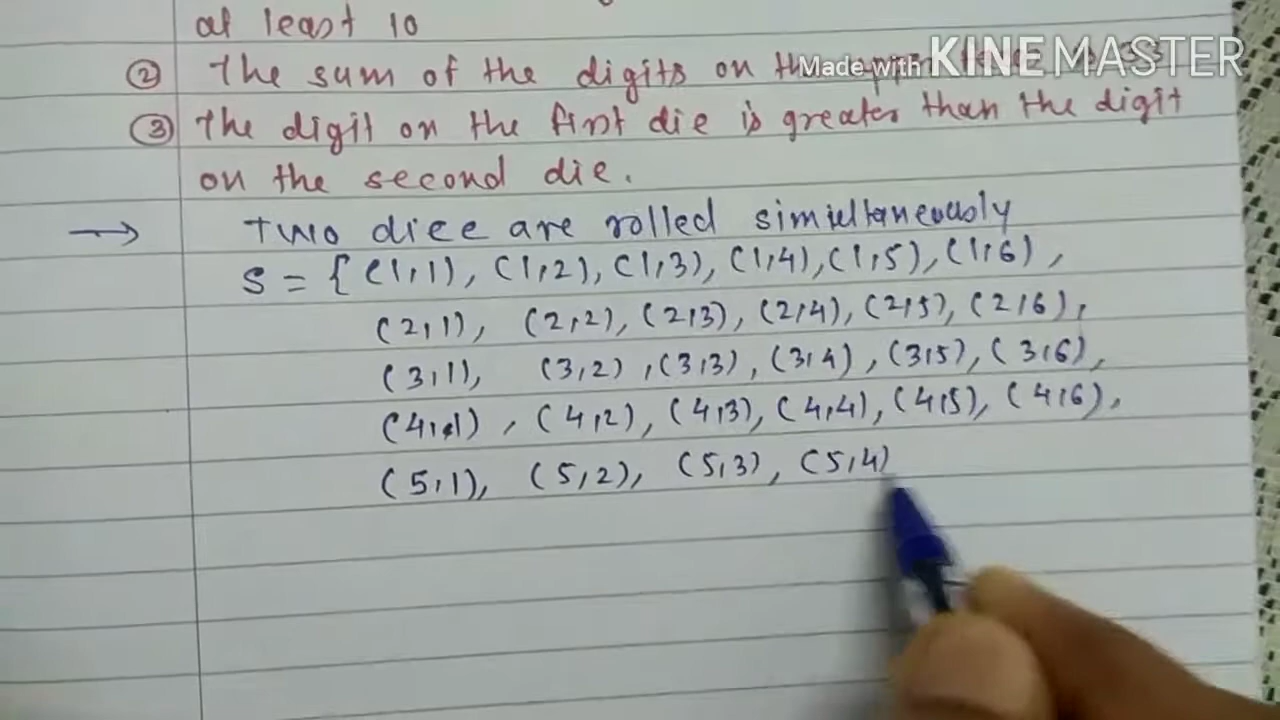 at least 10
② The sum of the digits on the is 33
Made with KINEMASTER
③ The digit on the first die is greater than the digit
on the second die.
→ Two dice are rolled simultaneously
S = { (1,1), (1,2), (1,3), (1,4), (1,5), (1,6),
(2,1), (2,2), (2,3), (2,4), (2,5), (2,6),
(3,1), (3,2), (3,3), (3,4), (3,5), (3,6),
(4,1), (4,2), (4,3), (4,4), (4,5), (4,6),
(5,1), (5,2), (5,3), (5,4)